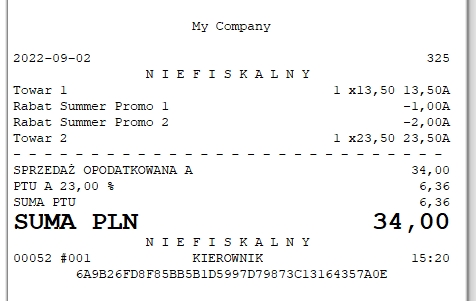 My Company
2022-09-02 325
N I E F I S K A L N Y
Towar 1 1 x13,50 13,50A
Rabat Summer Promo 1 -1,00A
Rabat Summer Promo 2 -2,00A
Towar 2 1 x23,50 23,50A
- - - - - - - - - - - - - - - - - - - - - - - - - - - -
SPRZEDAŻ OPODATKOWANA A 34,00
PTU A 23,00 % 6,36
SUMA PTU 6,36
SUMA PLN 34,00
N I E F I S K A L N Y
00052 #001 KIEROWNIK 15:20
6A9B26FD8F85BB5B1D5997D79873C13164357A0E